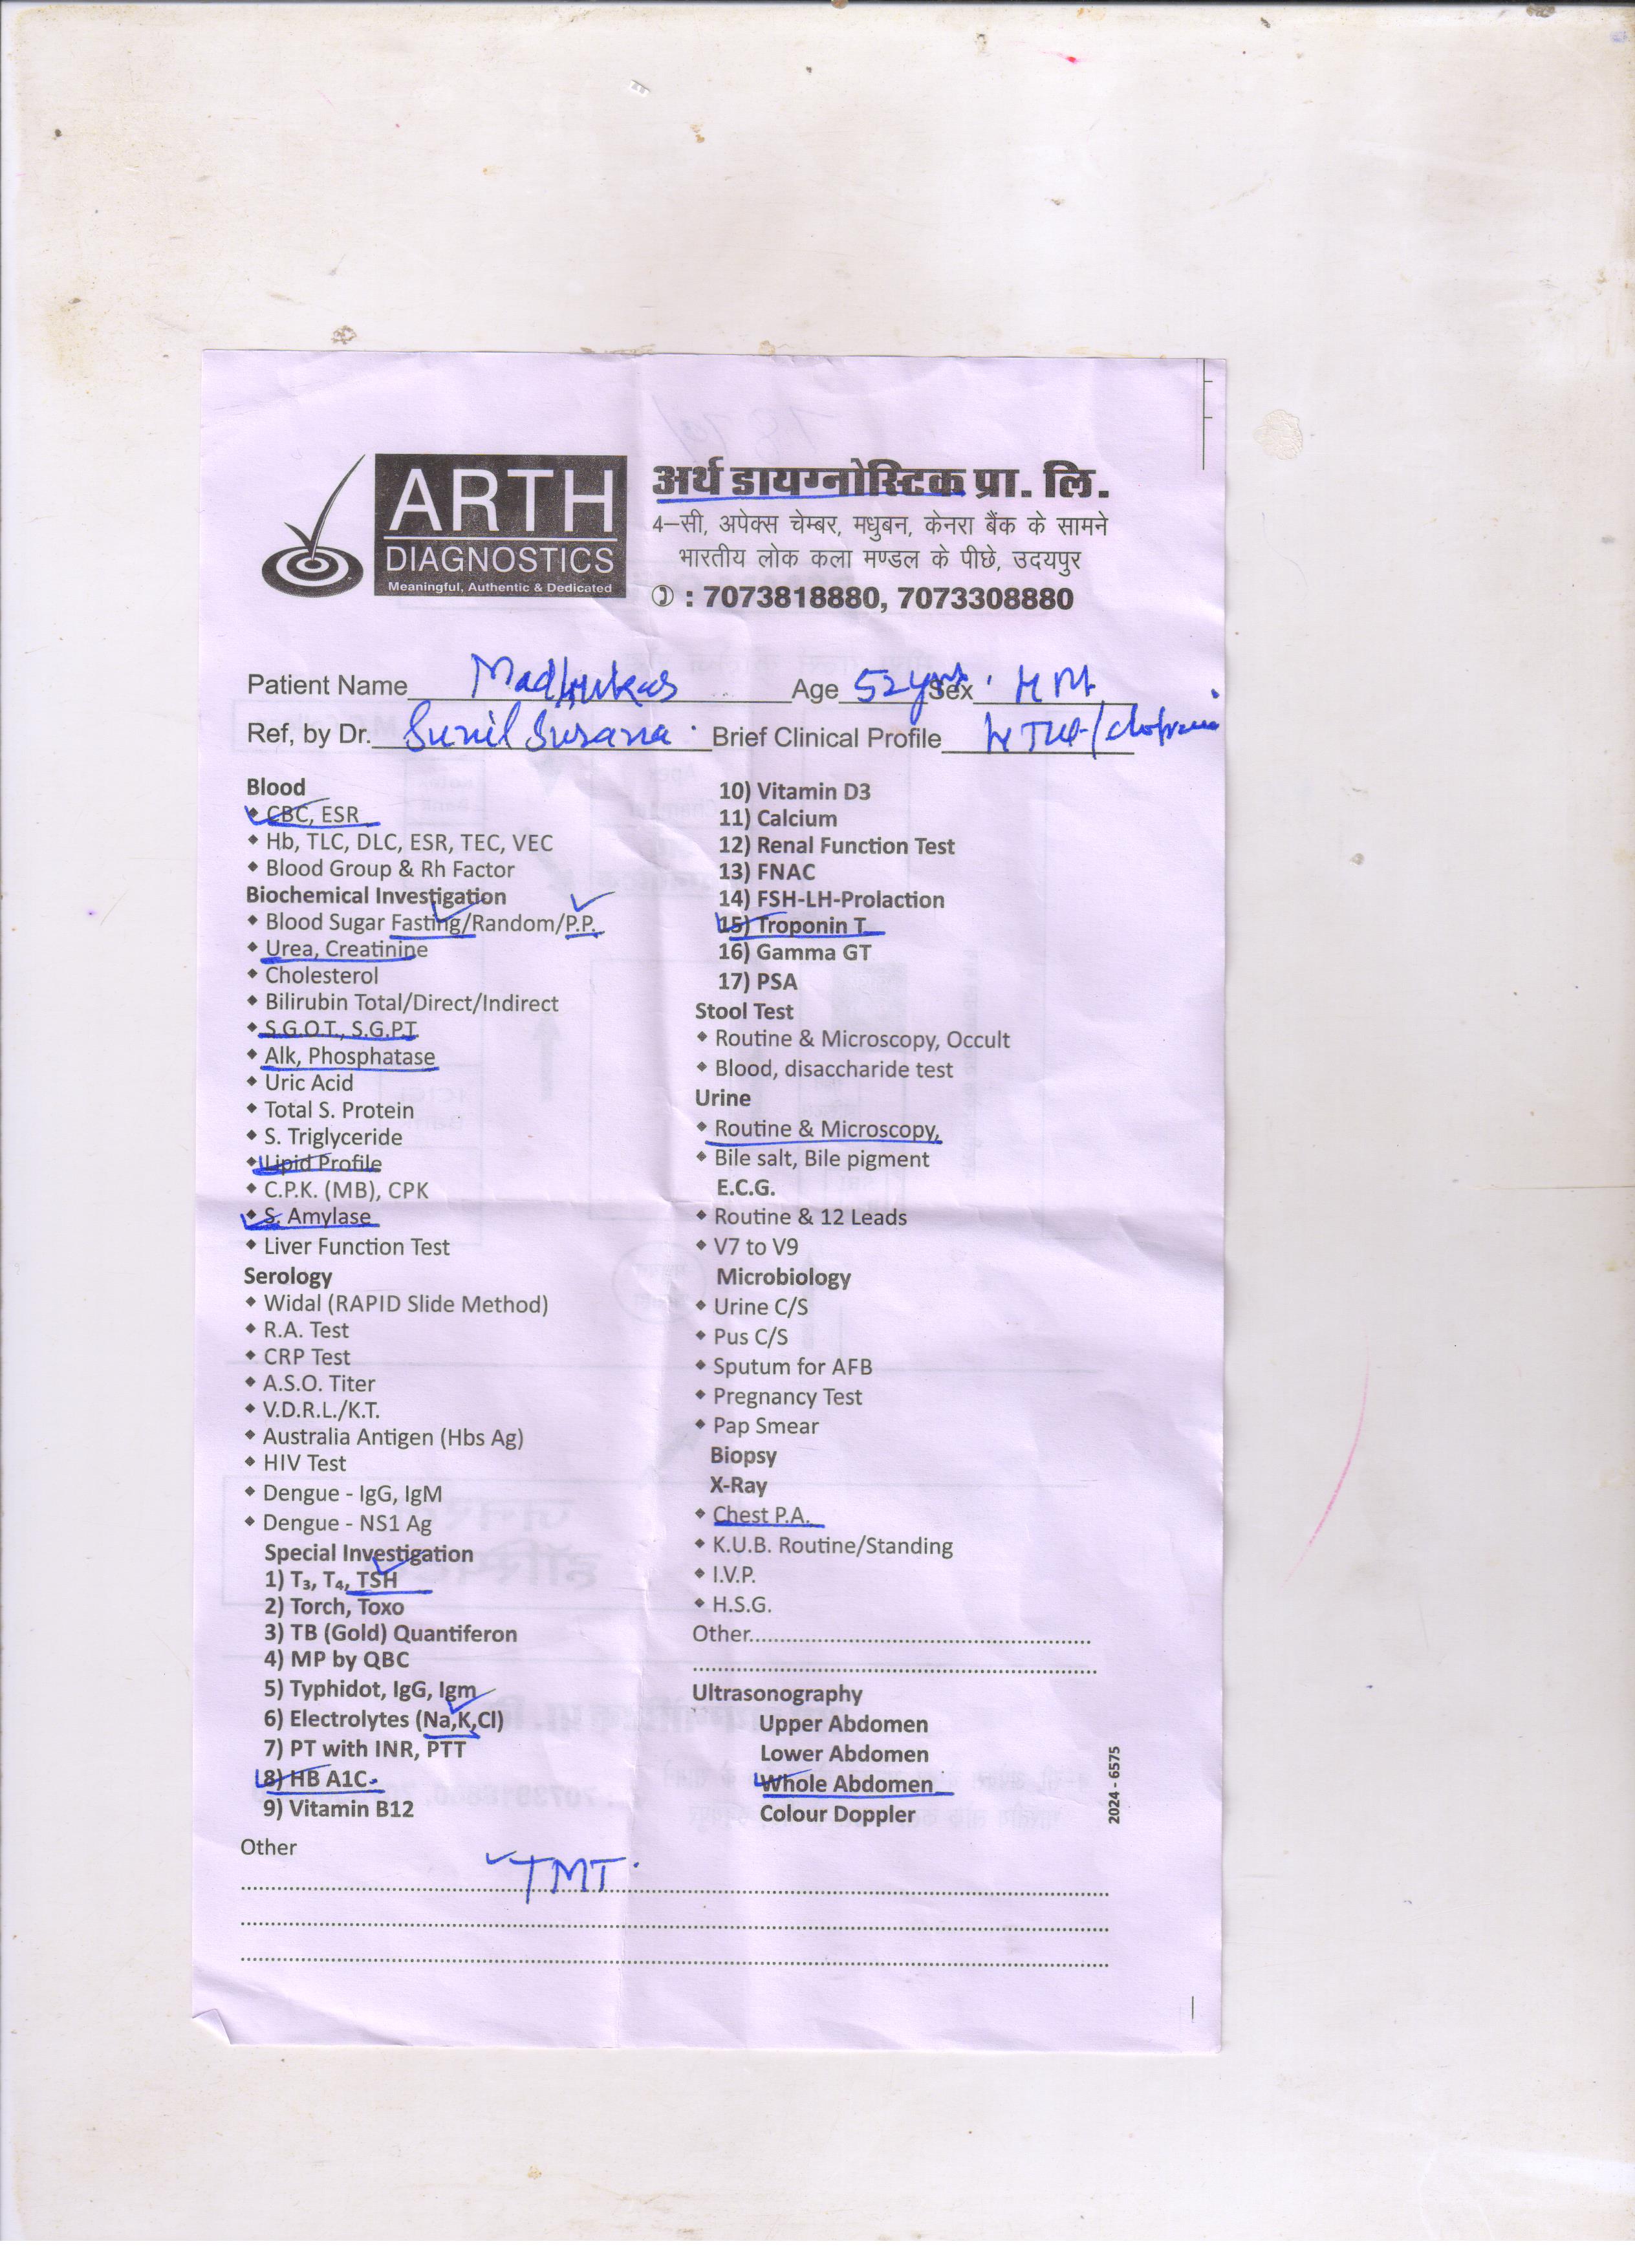 ARTH
DIAGNOSTICS
Meaningful, Authentic & Dedicated
अर्थ डायग्नोस्टिक प्रा. लि.
4–सी, अपेक्स चेम्बर, मधुबन, केनरा बैंक के सामने
भारतीय लोक कला मण्डल के पीछे, उदयपुर
: 7073818880, 7073308880
Patient Name Madhukar Age 52 Sex M
Ref, by Dr. Sunil Surana Brief Clinical Profile
Blood
CBC, ESR
Hb, TLC, DLC, ESR, TEC, VEC
Blood Group & Rh Factor
Biochemical Investigation
Blood Sugar Fasting/Random/P.P.
Urea, Creatinine
Cholesterol
Bilirubin Total/Direct/Indirect
S.G.O.T., S.G.P.T.
Alk, Phosphatase
Uric Acid
Total S. Protein
S. Triglyceride
Lipid Profile
C.P.K. (MB), CPK
S. Amylase
Liver Function Test
Serology
Widal (RAPID Slide Method)
R.A. Test
CRP Test
A.S.O. Titer
V.D.R.L./K.T.
Australia Antigen (Hbs Ag)
HIV Test
Dengue - IgG, IgM
Dengue - NS1 Ag
Special Investigation
1) T₃, T₄, TSH
2) Torch, Toxo
3) TB (Gold) Quantiferon
4) MP by QBC
5) Typhidot, IgG, Igm
6) Electrolytes (Na,K,Cl)
7) PT with INR, PTT
8) HB A1C
9) Vitamin B12
10) Vitamin D3
11) Calcium
12) Renal Function Test
13) FNAC
14) FSH-LH-Prolaction
15) Troponin T
16) Gamma GT
17) PSA
Stool Test
Routine & Microscopy, Occult
Blood, disaccharide test
Urine
Routine & Microscopy,
Bile salt, Bile pigment
E.C.G.
Routine & 12 Leads
V7 to V9
Microbiology
Urine C/S
Pus C/S
Sputum for AFB
Pregnancy Test
Pap Smear
Biopsy
X-Ray
Chest P.A.
K.U.B. Routine/Standing
I.V.P.
H.S.G.
Other
Ultrasonography
Upper Abdomen
Lower Abdomen
Whole Abdomen
Colour Doppler
2024 - 6575
Other
TMT